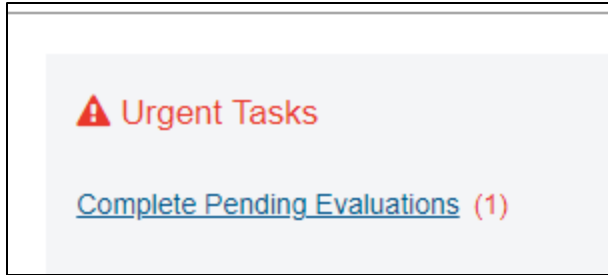 Urgent Tasks
Complete Pending Evaluations (1)